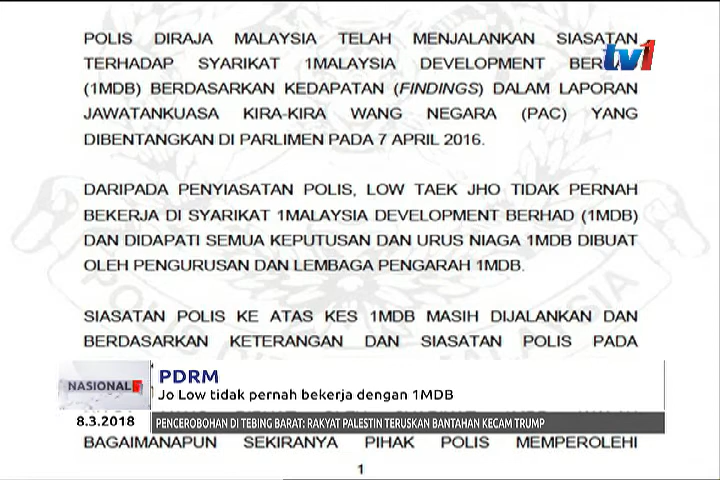 POLIS DIRAJA MALAYSIA TELAH MENJALANKAN SIASATAN
TERHADAP SYARIKAT 1MALAYSIA DEVELOPMENT
tv1
(1MDB) BERDASARKAN KEDAPATAN (FINDINGS) DALAM LAPORAN
JAWATANKUASA KIRA-KIRA WANG NEGARA (PAC) YANG
DIBENTANGKAN DI PARLIMEN PADA 7 APRIL 2016.
DARIPADA PENYIASATAN POLIS, LOW TAEK JHO TIDAK PERNAH
BEKERJA DI SYARIKAT 1MALAYSIA DEVELOPMENT BERHAD (1MDB)
DAN DIDAPATI SEMUA KEPUTUSAN DAN URUS NIAGA 1MDB DIBUAT
OLEH PENGURUSAN DAN LEMBAGA PENGARAH 1MDB.
SIASATAN POLIS KE ATAS KES 1MDB MASIH DIJALANKAN DAN
BERDASARKAN KETERANGAN DAN SIASATAN POLIS PADA
NASIONAL
PDRM
Jo Low tidak pernah bekerja dengan 1MDB
8.3.2018
PENCEROBOHAN DI TEBING BARAT: RAKYAT PALESTIN TERUSKAN BANTAHAN KECAM TRUMP
BAGAIMANAPUN SEKIRANYA PIHAK POLIS MEMPEROLEHI
1